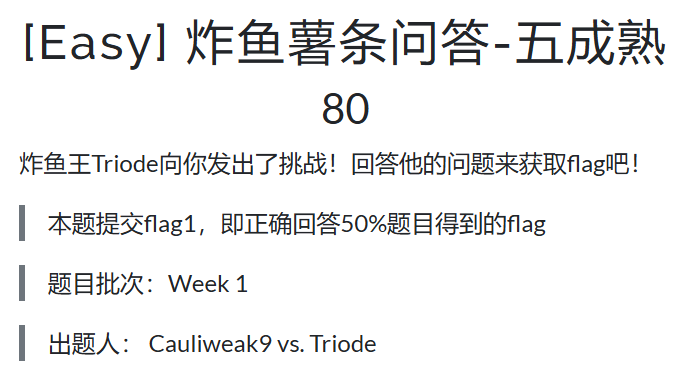 [Easy] 炸鱼薯条问答-五成熟
80
炸鱼王Triode向你发出了挑战！回答他的问题来获取flag吧！
本题提交flag1，即正确回答50%题目得到的flag
题目批次：Week 1
出题人： Cauliweak9 vs. Triode